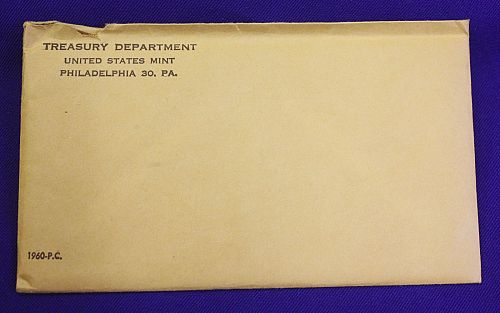 TREASURY DEPARTMENT
UNITED STATES MINT
PHILADELPHIA 30, PA.
1960-P.C.